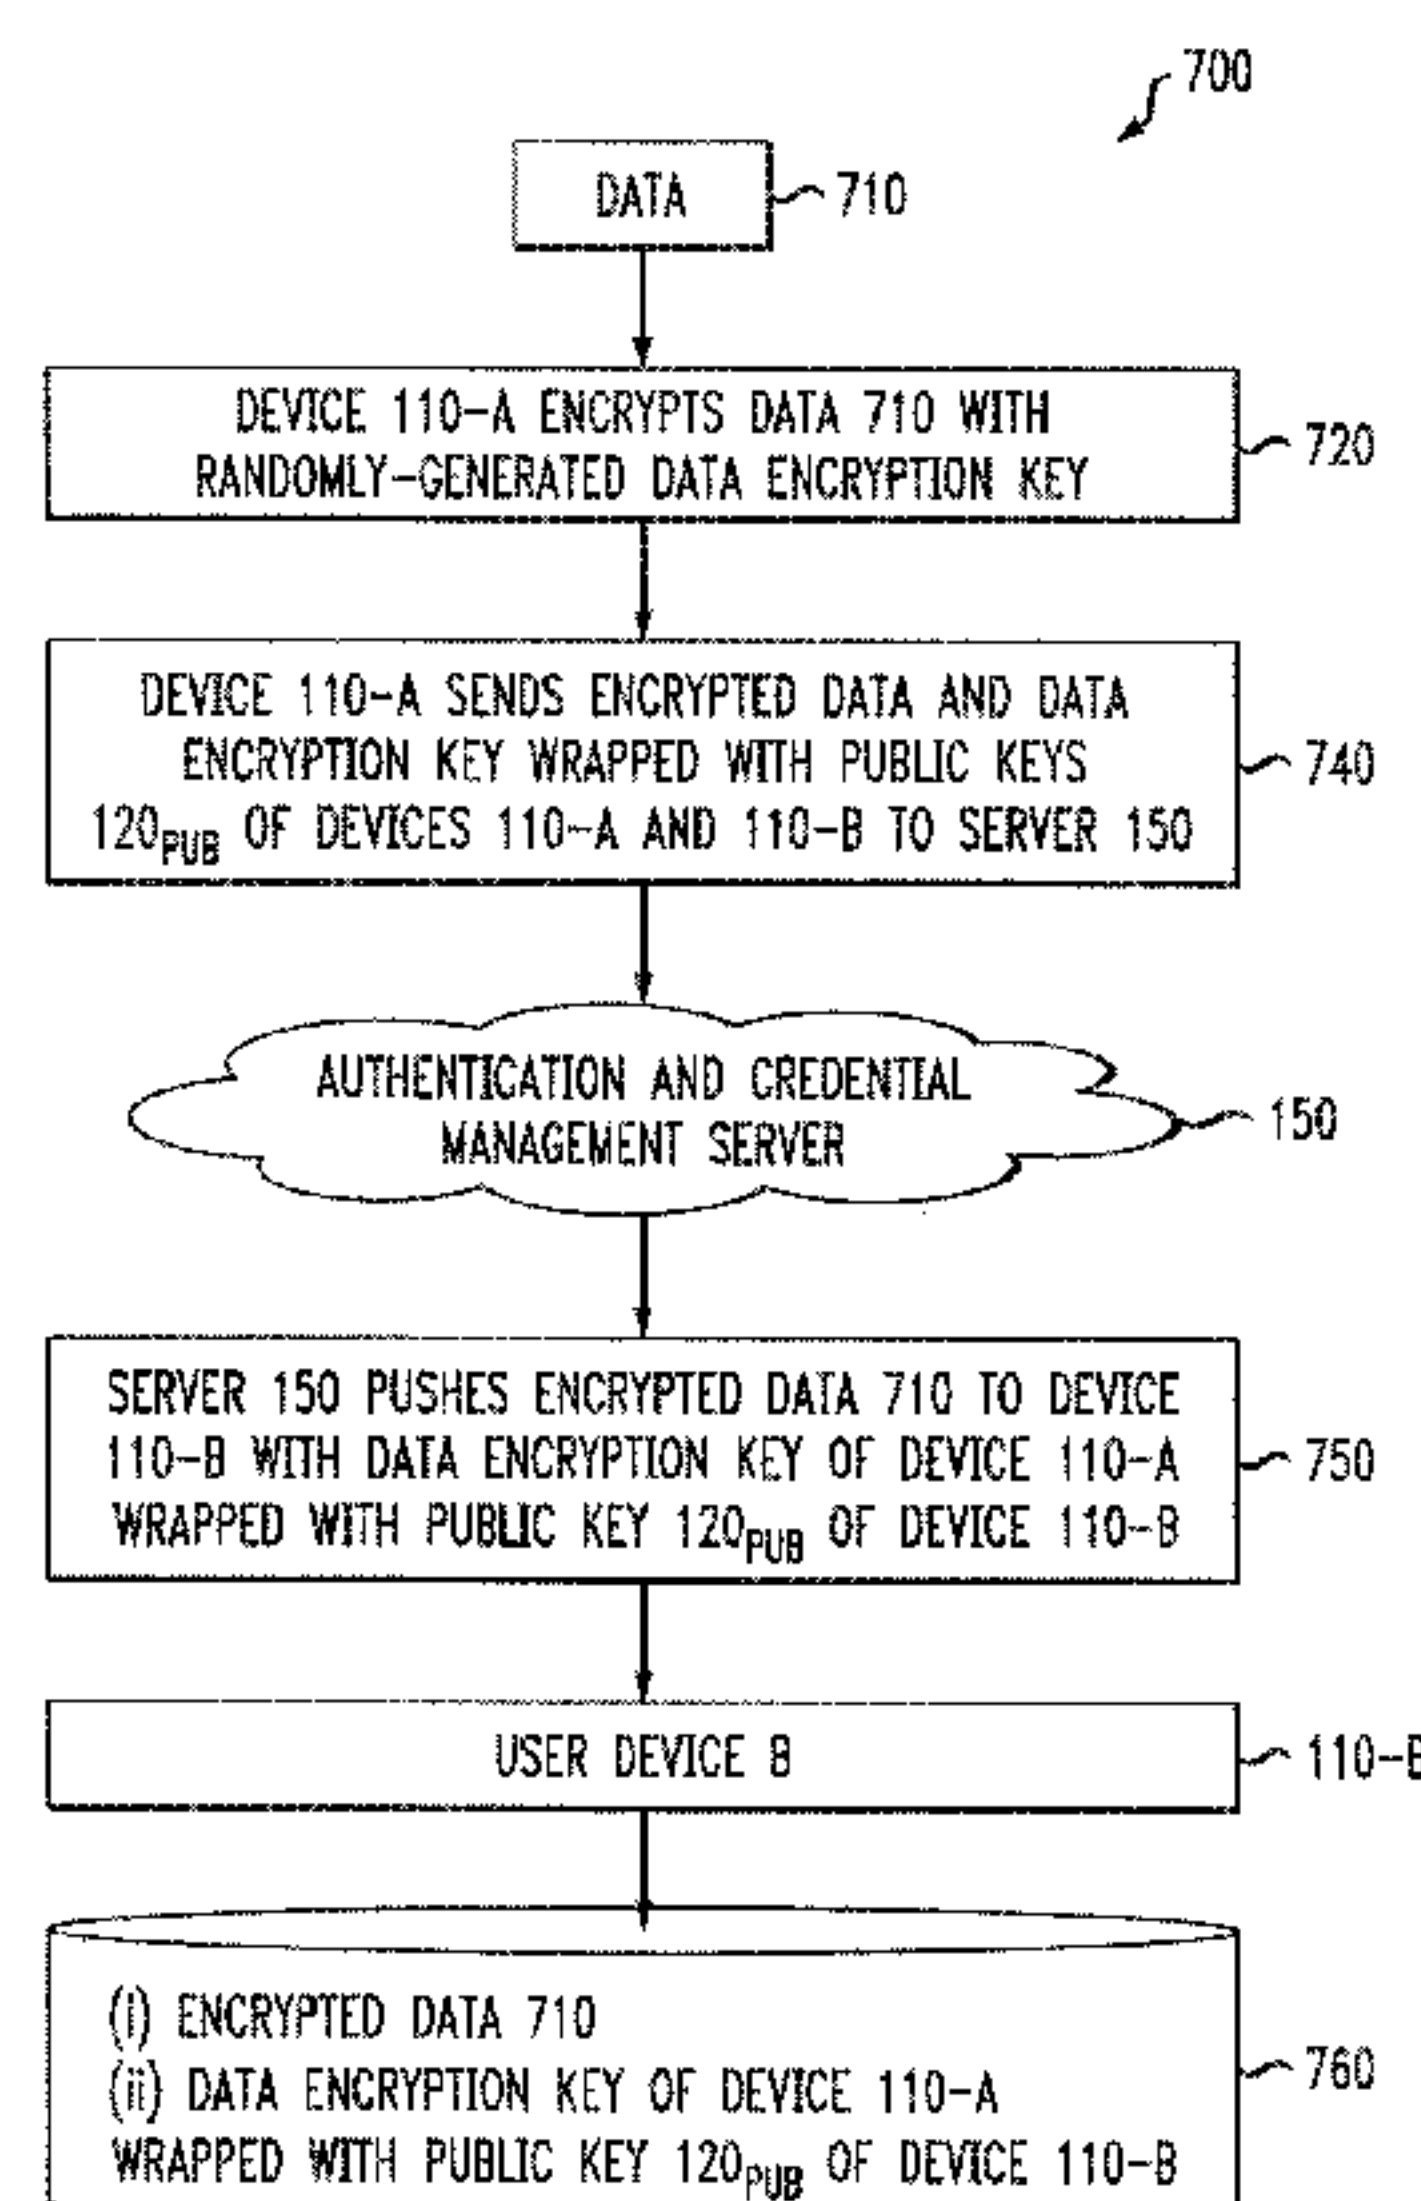 700
DATA
710
DEVICE 110-A ENCRYPTS DATA 710 WITH
RANDOMLY-GENERATED DATA ENCRYPTION KEY
720
DEVICE 110-A SENDS ENCRYPTED DATA AND DATA
ENCRYPTION KEY WRAPPED WITH PUBLIC KEYS
120PUB OF DEVICES 110-A AND 110-B TO SERVER 150
740
AUTHENTICATION AND CREDENTIAL
MANAGEMENT SERVER
150
SERVER 150 PUSHES ENCRYPTED DATA 710 TO DEVICE
110-B WITH DATA ENCRYPTION KEY OF DEVICE 110-A
WRAPPED WITH PUBLIC KEY 120PUB OF DEVICE 110-B
750
USER DEVICE B
110-B
(i) ENCRYPTED DATA 710
(ii) DATA ENCRYPTION KEY OF DEVICE 110-A
WRAPPED WITH PUBLIC KEY 120PUB OF DEVICE 110-B
760